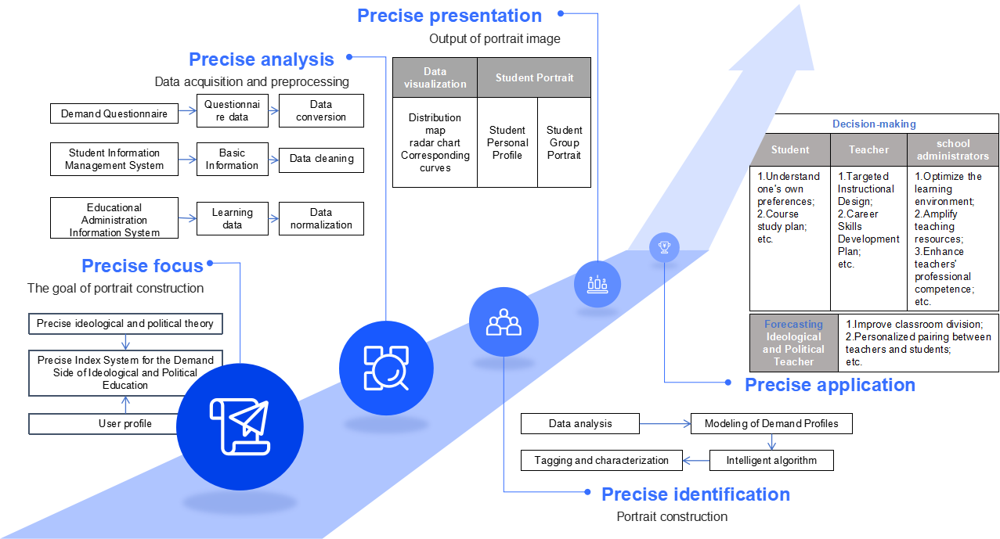 Precise presentation
Output of portrait image
Data
visualization
Student Portrait
Distribution
map
radar chart
Corresponding
curves
Student
Personal
Profile
Student
Group
Portrait
Precise analysis
Data acquisition and preprocessing
Demand Questionnaire
Questionnai
re data
Data
conversion
Student Information
Management System
Basic
Information
Data cleaning
Educational
Administration
Information System
Learning
data
Data
normalization
Precise focus
The goal of portrait construction
Precise ideological and political theory
Precise Index System for the Demand
Side of Ideological and Political
Education
User profile
Decision-making
Student
Teacher
school
administrators
1.Understand
one's own
preferences;
2.Course
study plan;
etc.
1.Targeted
Instructional
Design;
2.Career
Skills
Development
Plan;
etc.
1.Optimize the
learning
environment;
2.Amplify
teaching
resources;
3.Enhance
teachers'
professional
competence;
etc.
Forecasting
Ideological
and Political
Teacher
1.Improve classroom division;
2.Personalized pairing between
teachers and students;
etc.
Precise application
Data analysis
Modeling of Demand Profiles
Tagging and characterization
Intelligent algorithm
Precise identification
Portrait construction
2
1
3
¥